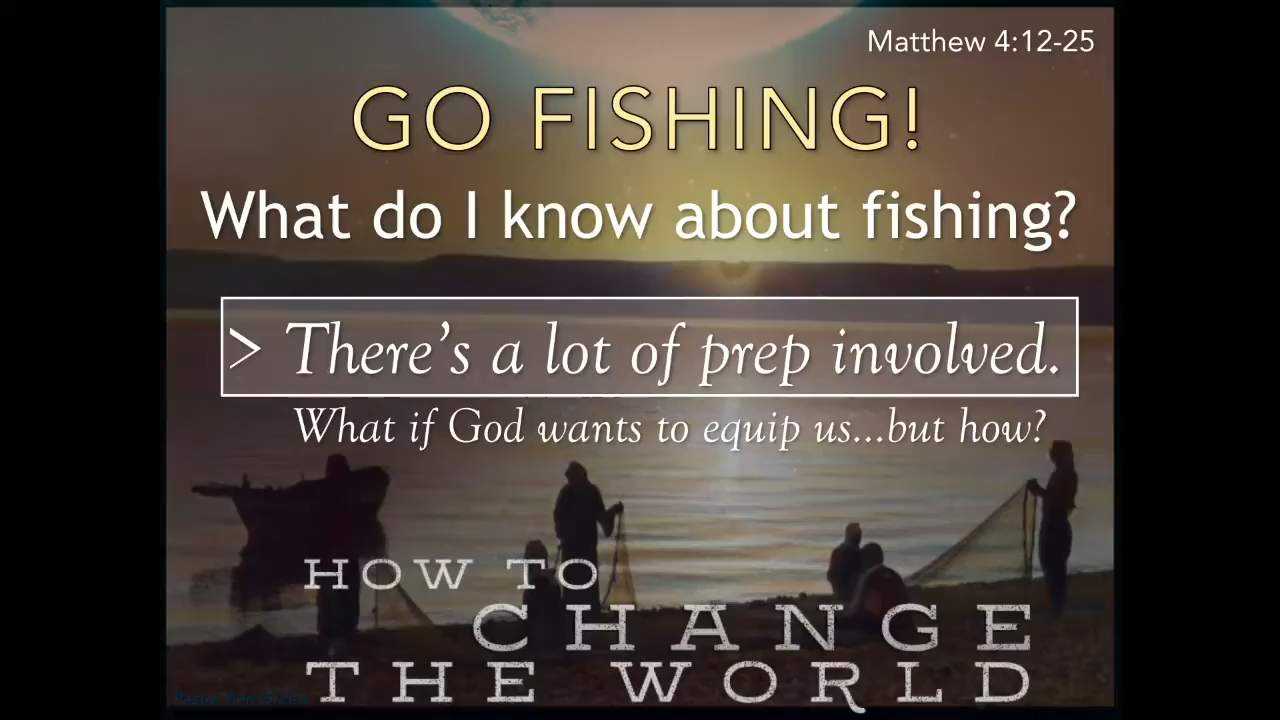 Matthew 4:12-25
GO FISHING!
What do I know about fishing?
> There's a lot of prep involved.
What if God wants to equip us...but how?
HOW TO
CHANGE
THE WORLD